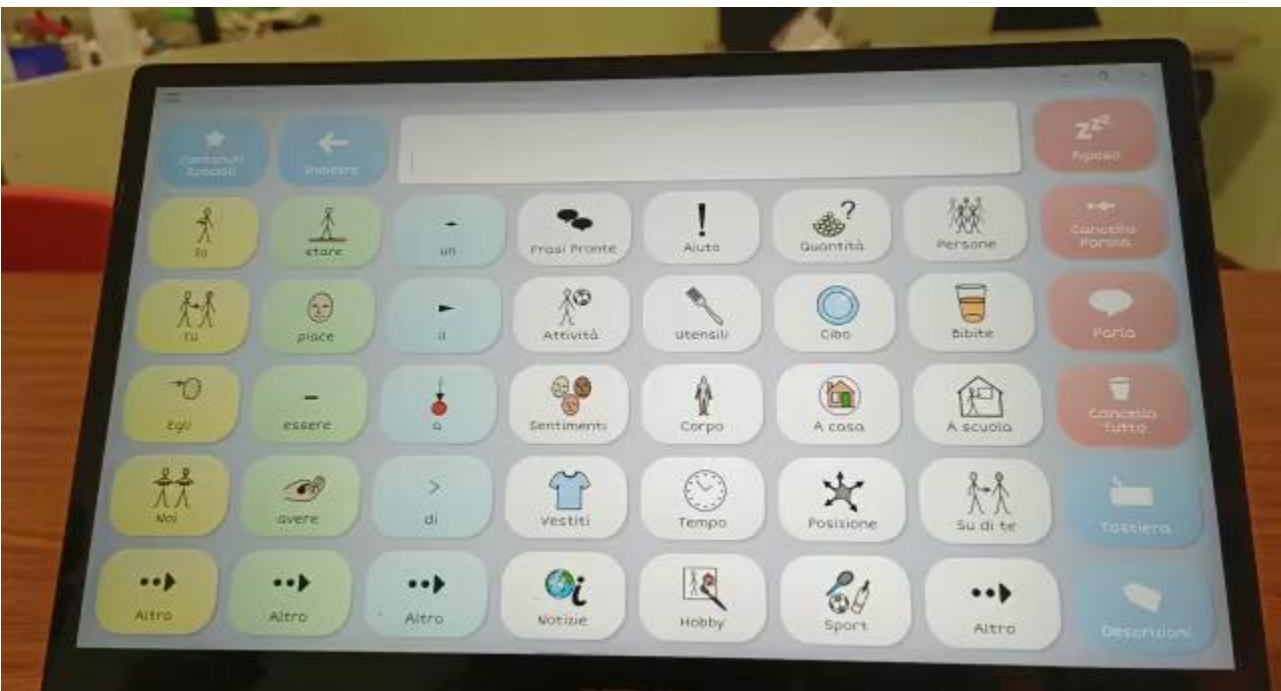 Contenuti
Speciali
Indietro
Zzz
Riposo
Io
stare
un
Frasi Pronte
!
Aiuto
?
Quantità
Persone
Cancella
Parola
Tu
piace
il
Attività
Utensili
Cibo
Bibite
Parla
Egli
essere
a
Sentimenti
Corpo
A casa
A scuola
Cancella
Tutto
Noi
avere
>
di
Vestiti
Tempo
Posizione
Su di te
Tastiera
Altro
Altro
Altro
i
Notizie
Hobby
Sport
Altro
Descrizioni